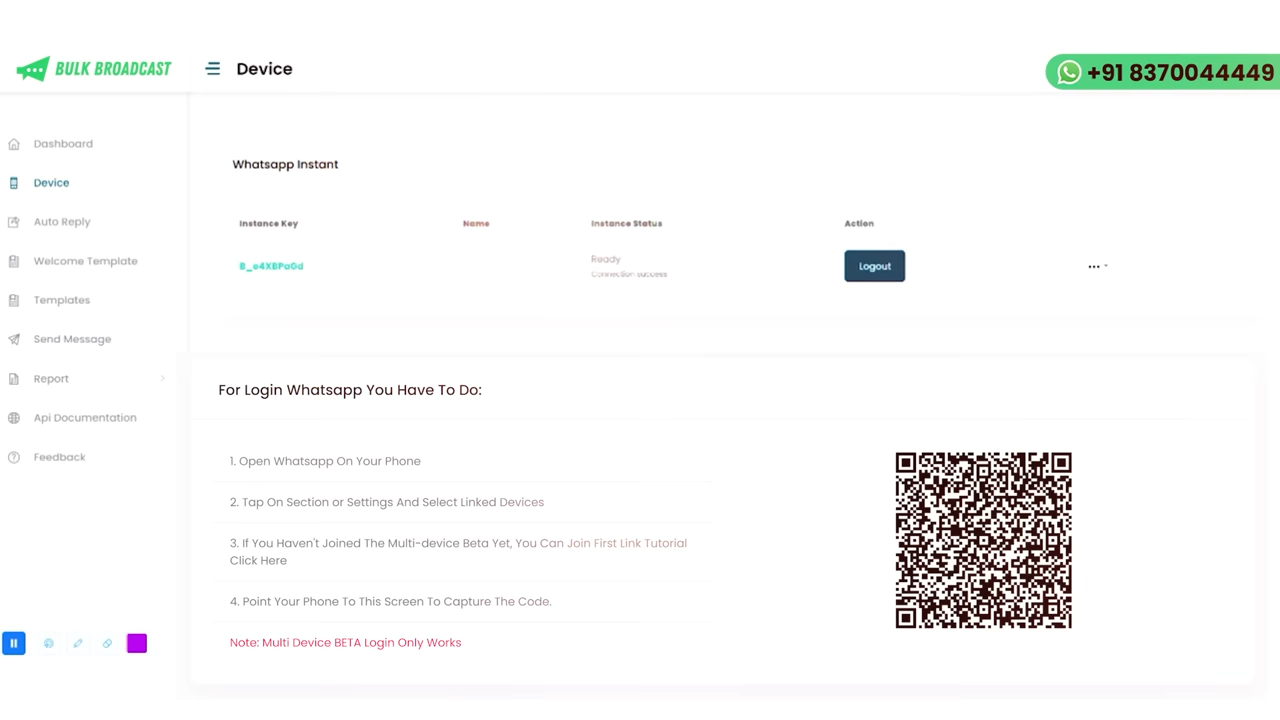 BULK BROADCAST
Device
+91 8370044449
Dashboard
Device
Auto Reply
Welcome Template
Templates
Send Message
Report
Api Documentation
Feedback
Whatsapp Instant
Instance Key Name Instance Status Action
B_e4XBPaGd Ready Logout
Connection success
For Login Whatsapp You Have To Do:
1. Open Whatsapp On Your Phone
2. Tap On Section or Settings And Select Linked Devices
3. If You Haven't Joined The Multi-device Beta Yet, You Can Join First Link Tutorial
Click Here
4. Point Your Phone To This Screen To Capture The Code.
Note: Multi Device BETA Login Only Works